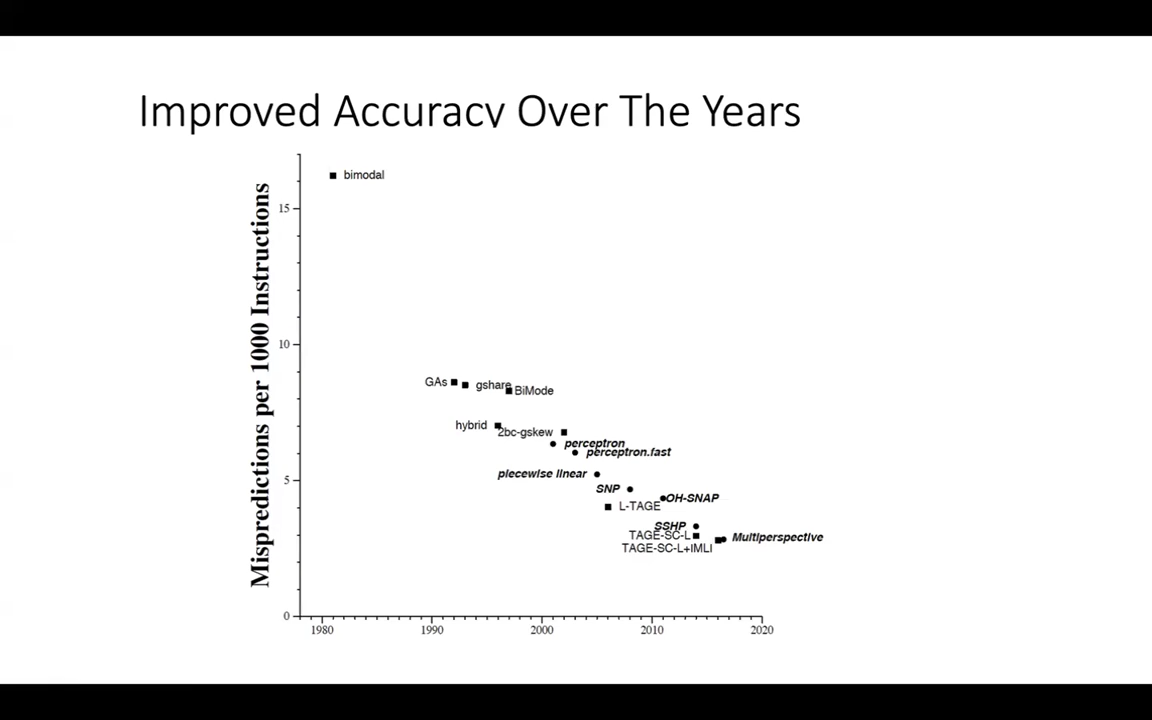 Improved Accuracy Over The Years
Mispredictions per 1000 Instructions
15
10
5
0
bimodal
GAs
gshare
BiMode
hybrid
2bc-gskew
perceptron
perceptron.fast
piecewise linear
SNP
OH-SNAP
L-TAGE
SSHP
TAGE-SC-L
Multiperspective
TAGE-SC-L+IMLI
1980
1990
2000
2010
2020